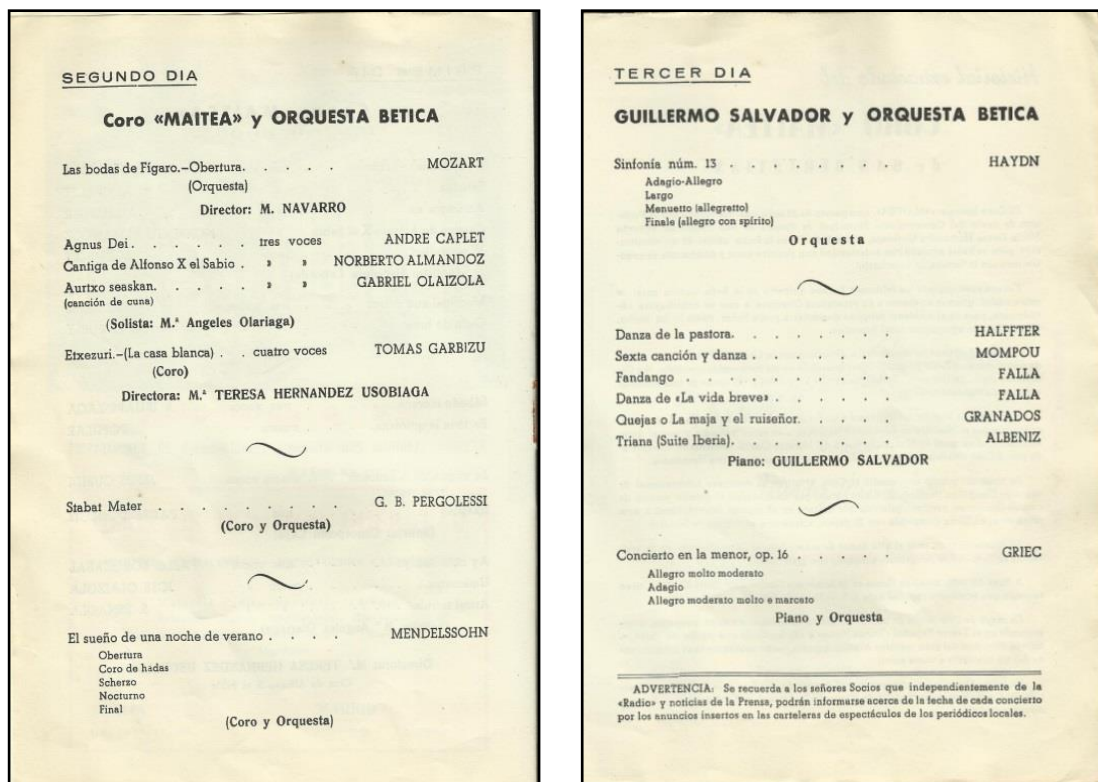 SEGUNDO DIA
Coro «MAITEA» y ORQUESTA BETICA
Las bodas de Fígaro.-Obertura. . . . . MOZART
(Orquesta)
Director: M. NAVARRO
Agnus Dei . . . . . . tres voces ANDRE CAPLET
Cantiga de Alfonso X el Sabio . » » NORBERTO ALMANDOZ
Aurtxo seaskan. . . . . » » GABRIEL OLAIZOLA
(canción de cuna)
(Solista: M.ª Angeles Olariaga)
Etxezuri.-(La casa blanca) . . cuatro voces TOMAS GARBIZU
(Coro)
Directora: M.ª TERESA HERNANDEZ USOBIAGA
Stabat Mater . . . . . . . . . G. B. PERGOLESSI
(Coro y Orquesta)
El sueño de una noche de verano . . . . MENDELSSOHN
Obertura
Coro de hadas
Scherzo
Nocturno
Final
(Coro y Orquesta)
TERCER DIA
GUILLERMO SALVADOR y ORQUESTA BETICA
Sinfonía núm. 13 . . . . . . . . HAYDN
Adagio-Allegro
Largo
Menuetto (allegretto)
Finale (allegro con spírito)
Orquesta
Danza de la pastora. . . . . . . . HALFFTER
Sexta canción y danza . . . . . . . MOMPOU
Fandango . . . . . . . . . . FALLA
Danza de «La vida breve» . . . . . . FALLA
Quejas o La maja y el ruiseñor. . . . . GRANADOS
Triana (Suite Iberia). . . . . . . . ALBENIZ
Piano: GUILLERMO SALVADOR
Concierto en la menor, op. 16 . . . . . GRIEC
Allegro molto moderato
Adagio
Allegro moderato molto e marcato
Piano y Orquesta
ADVERTENCIA: Se recuerda a los señores Socios que independientemente de la
«Radio» y noticias de la Prensa, podrán informarse acerca de la fecha de cada concierto
por los anuncios insertos en las carteleras de espectáculos de los periódicos locales.